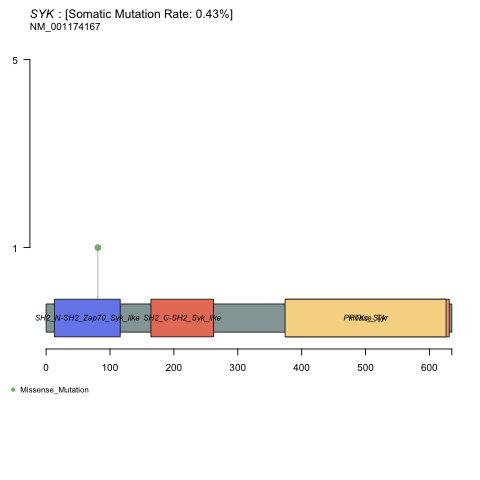 SYK : [Somatic Mutation Rate: 0.43%]
NM_001174167
5
1
SH2_N-SH2_Zap70_Syk_like SH2_C-SH2_Syk_like
0 100 200 300 400 500 600
Missense_Mutation